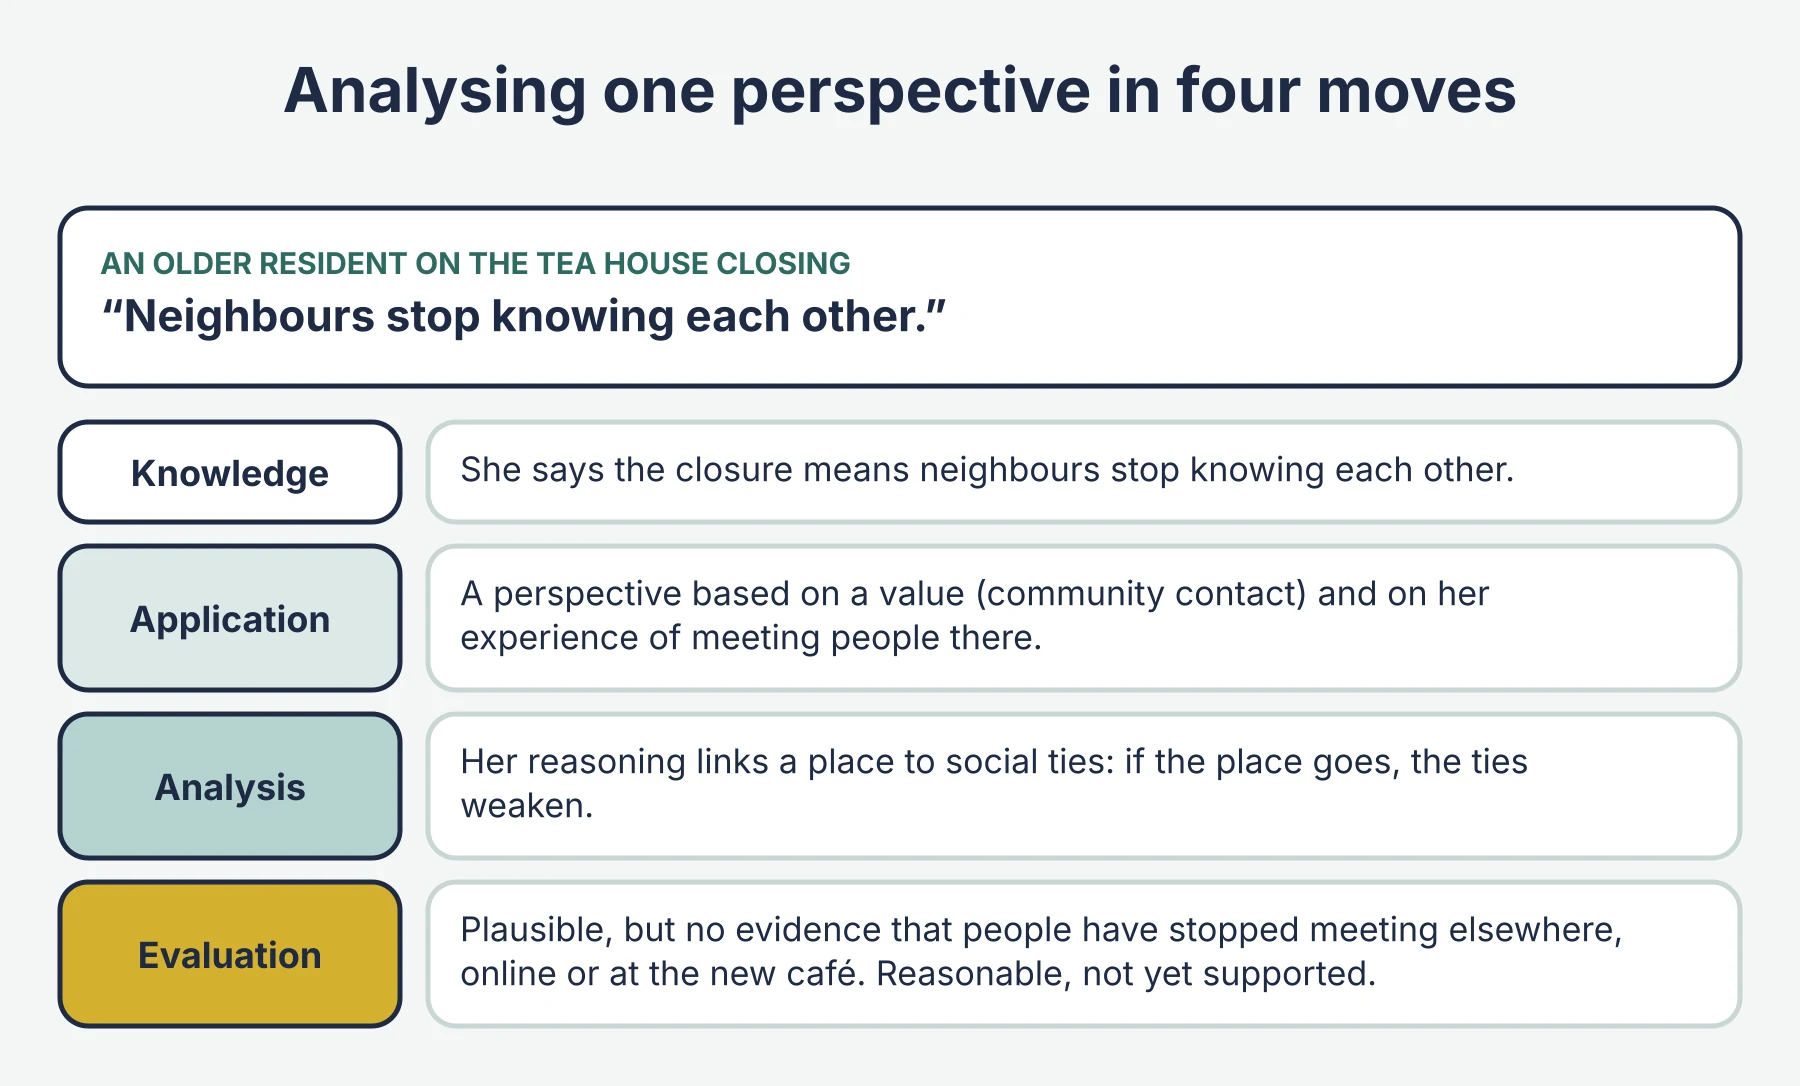 Analysing one perspective in four moves
AN OLDER RESIDENT ON THE TEA HOUSE CLOSING
“Neighbours stop knowing each other.”
Knowledge
She says the closure means neighbours stop knowing each other.
Application
A perspective based on a value (community contact) and on her
experience of meeting people there.
Analysis
Her reasoning links a place to social ties: if the place goes, the ties
weaken.
Evaluation
Plausible, but no evidence that people have stopped meeting elsewhere,
online or at the new café. Reasonable, not yet supported.